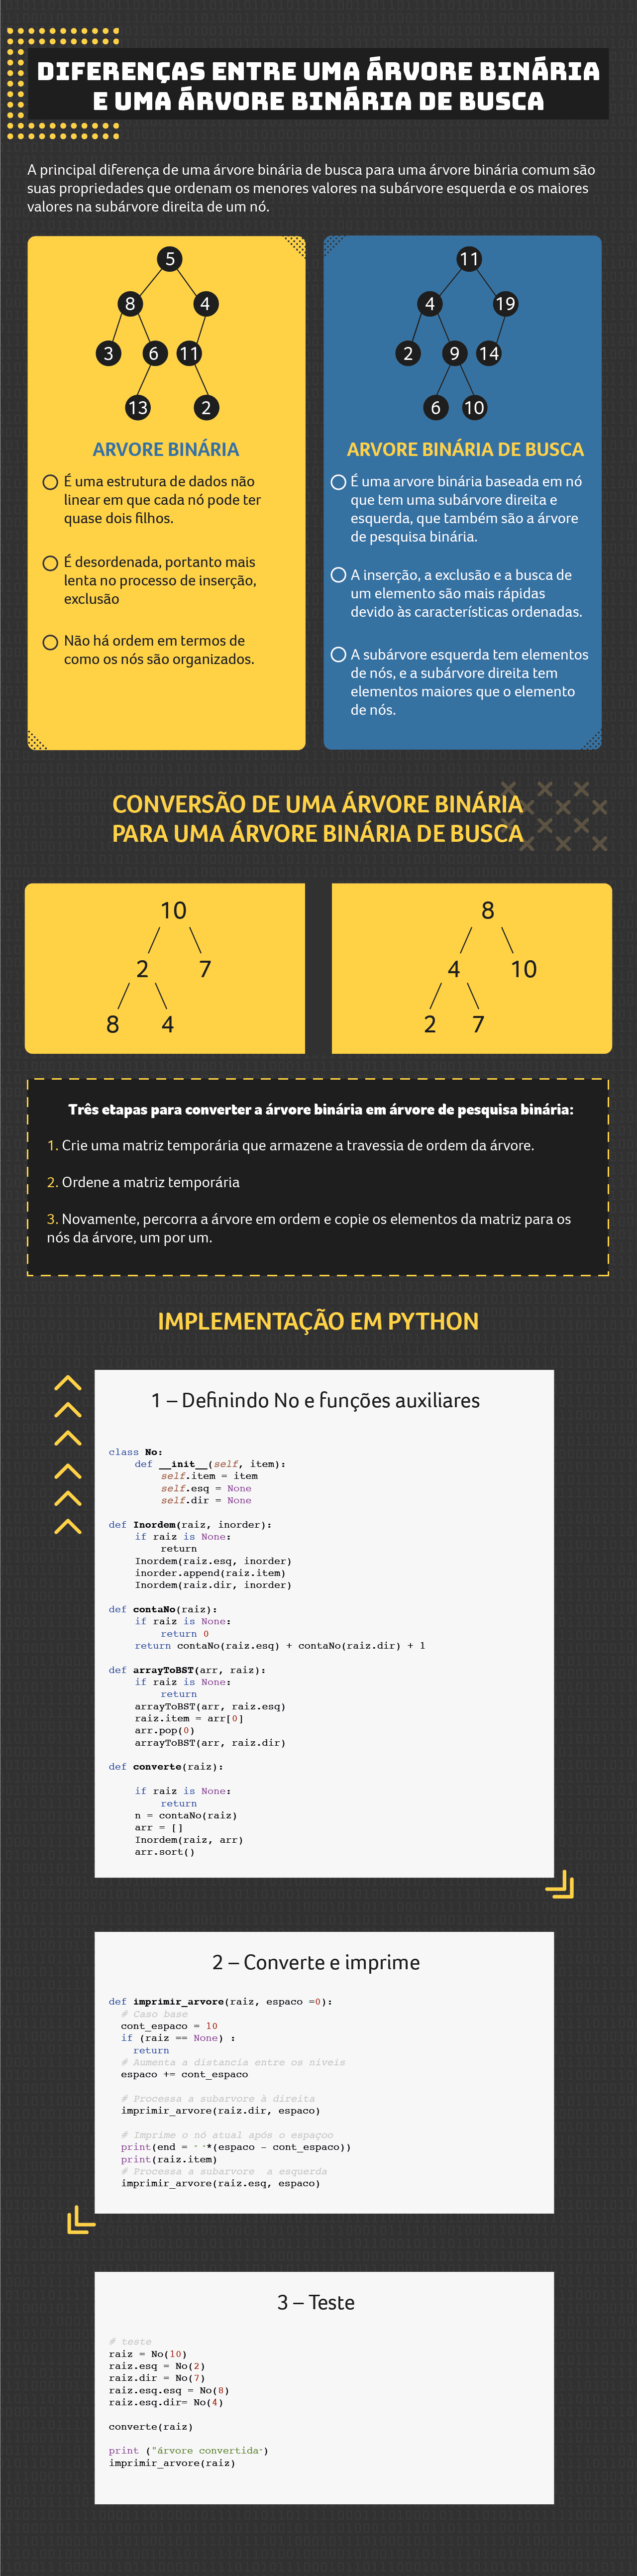 DIFERENÇAS ENTRE UMA ÁRVORE BINÁRIA
E UMA ÁRVORE BINÁRIA DE BUSCA
A principal diferença de uma árvore binária de busca para uma árvore binária comum são
suas propriedades que ordenam os menores valores na subárvore esquerda e os maiores
valores na subárvore direita de um nó.
5
8 4
3 6 11
13 2
ARVORE BINÁRIA
É uma estrutura de dados não
linear em que cada nó pode ter
quase dois filhos.
É desordenada, portanto mais
lenta no processo de inserção,
exclusão
Não há ordem em termos de
como os nós são organizados.
11
4 19
2 9 14
6 10
ARVORE BINÁRIA DE BUSCA
É uma arvore binária baseada em nó
que tem uma subárvore direita e
esquerda, que também são a árvore
de pesquisa binária.
A inserção, a exclusão e a busca de
um elemento são mais rápidas
devido às características ordenadas.
A subárvore esquerda tem elementos
de nós, e a subárvore direita tem
elementos maiores que o elemento
de nós.
CONVERSÃO DE UMA ÁRVORE BINÁRIA
PARA UMA ÁRVORE BINÁRIA DE BUSCA
10
2 7
8 4
8
4 10
2 7
Três etapas para converter a árvore binária em árvore de pesquisa binária:
1. Crie uma matriz temporária que armazene a travessia de ordem da árvore.
2. Ordene a matriz temporária
3. Novamente, percorra a árvore em ordem e copie os elementos da matriz para os
nós da árvore, um por um.
IMPLEMENTAÇÃO EM PYTHON
1 – Definindo No e funções auxiliares
class No:
def __init__(self, item):
self.item = item
self.esq = None
self.dir = None
def Inordem(raiz, inorder):
if raiz is None:
return
Inordem(raiz.esq, inorder)
inorder.append(raiz.item)
Inordem(raiz.dir, inorder)
def contaNo(raiz):
if raiz is None:
return 0
return contaNo(raiz.esq) + contaNo(raiz.dir) + 1
def arrayToBST(arr, raiz):
if raiz is None:
return
arrayToBST(arr, raiz.esq)
raiz.item = arr[0]
arr.pop(0)
arrayToBST(arr, raiz.dir)
def converte(raiz):
if raiz is None:
return
n = contaNo(raiz)
arr = []
Inordem(raiz, arr)
arr.sort()
2 – Converte e imprime
def imprimir_arvore(raiz, espaco =0):
# Caso base
cont_espaco = 10
if (raiz == None) :
return
# Aumenta a distancia entre os niveis
espaco += cont_espaco
# Processa a subarvore à direita
imprimir_arvore(raiz.dir, espaco)
# Imprime o nó atual após o espaçoo
print(end = " "*(espaco – cont_espaco))
print(raiz.item)
# Processa a subarvore a esquerda
imprimir_arvore(raiz.esq, espaco)
3 – Teste
# teste
raiz = No(10)
raiz.esq = No(2)
raiz.dir = No(7)
raiz.esq.esq = No(8)
raiz.esq.dir= No(4)
converte(raiz)
print ("árvore convertida")
imprimir_arvore(raiz)